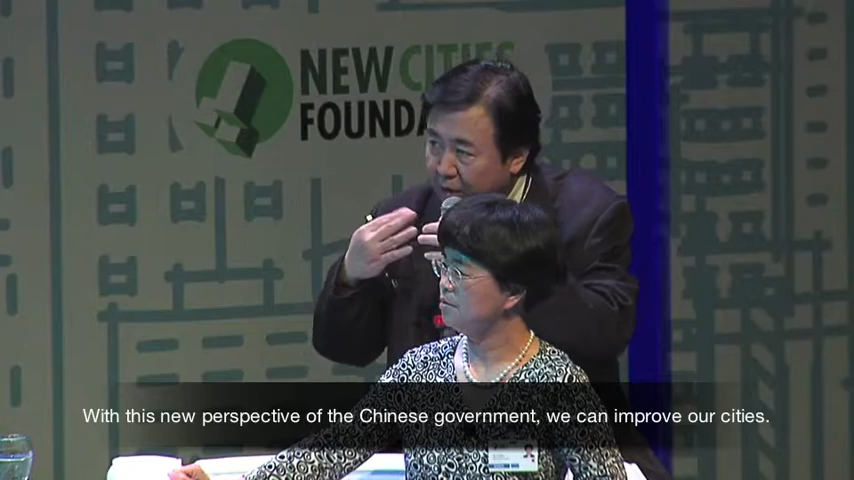 NEW CITIES
FOUNDA
With this new perspective of the Chinese government, we can improve our cities.